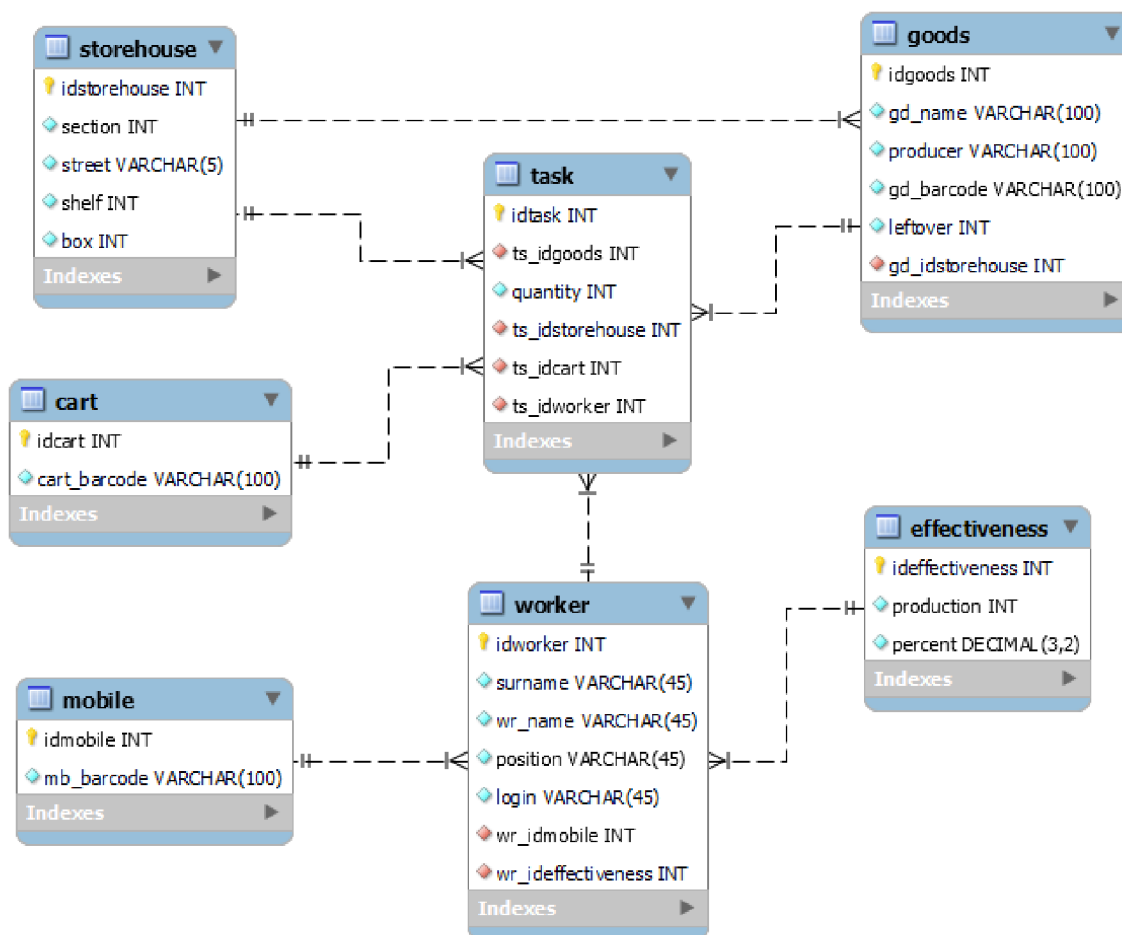 storehouse
idstorehouse INT
section INT
street VARCHAR(5)
shelf INT
box INT
Indexes
goods
idgoods INT
gd_name VARCHAR(100)
producer VARCHAR(100)
gd_barcode VARCHAR(100)
leftover INT
gd_idstorehouse INT
Indexes
task
idtask INT
ts_idgoods INT
quantity INT
ts_idstorehouse INT
ts_idcart INT
ts_idworker INT
Indexes
cart
idcart INT
cart_barcode VARCHAR(100)
Indexes
effectiveness
ideffectiveness INT
production INT
percent DECIMAL(3,2)
Indexes
worker
idworker INT
surname VARCHAR(45)
wr_name VARCHAR(45)
position VARCHAR(45)
login VARCHAR(45)
wr_idmobile INT
wr_ideffectiveness INT
Indexes
mobile
idmobile INT
mb_barcode VARCHAR(100)
Indexes